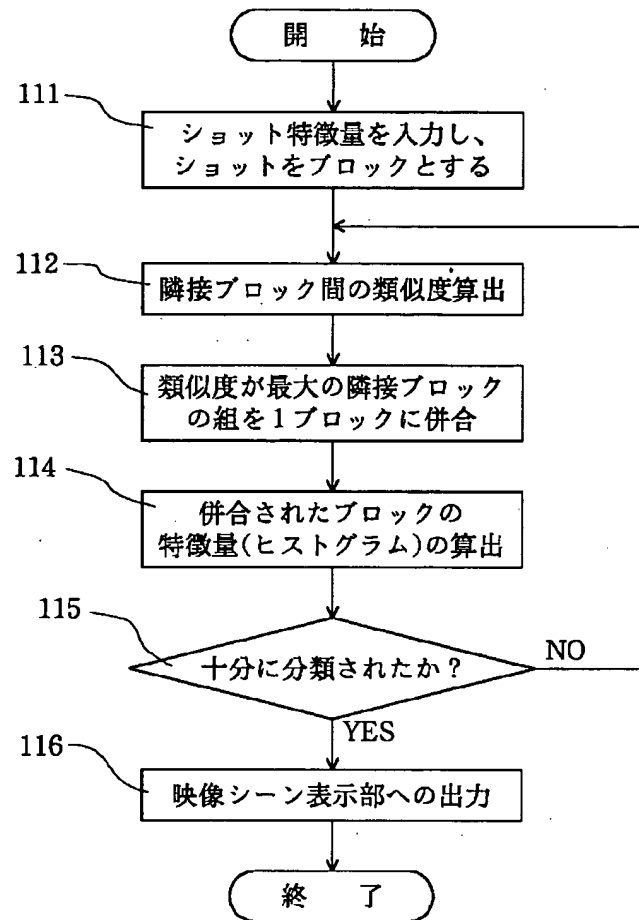 開 始
111
ショット特徴量を入力し、
ショットをブロックとする
112
隣接ブロック間の類似度算出
113
類似度が最大の隣接ブロック
の組を1ブロックに併合
114
併合されたブロックの
特徴量(ヒストグラム)の算出
115
十分に分類されたか?
NO
YES
116
映像シーン表示部への出力
終 了